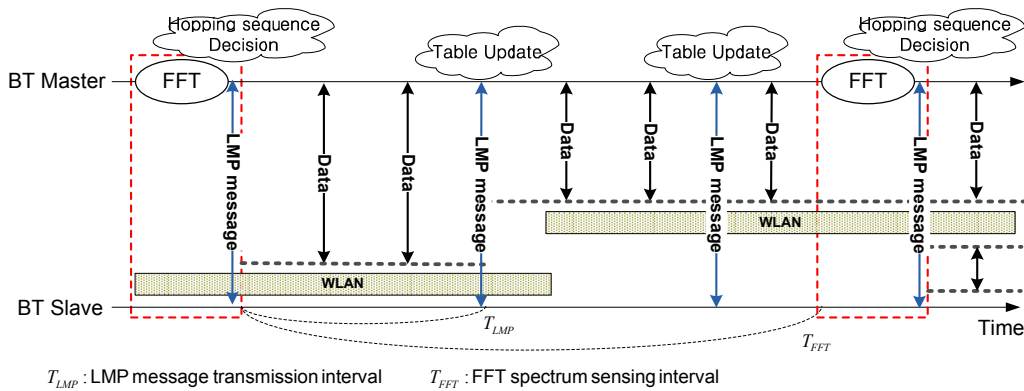 Hopping sequence
Decision
Table Update
Table Update
Hopping sequence
Decision
BT Master
FFT
FFT
LMP message
Data
Data
LMP message
Data
Data
LMP message
Data
LMP message
Data
WLAN
WLAN
BT Slave
Time
T_LMP
T_FFT
T_LMP : LMP message transmission interval
T_FFT : FFT spectrum sensing interval